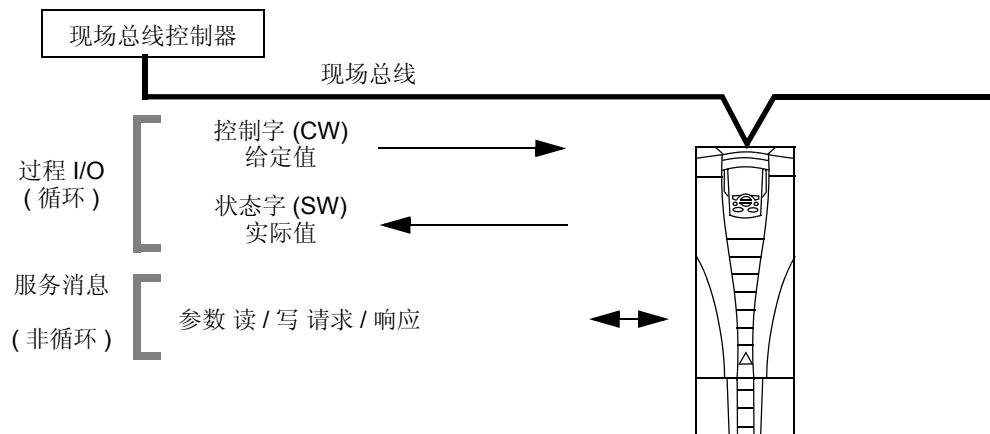 现场总线控制器
现场总线
控制字 (CW)
给定值
过程 I/O
( 循环 )
状态字 (SW)
实际值
服务消息
( 非循环 )
参数 读 / 写 请求 / 响应